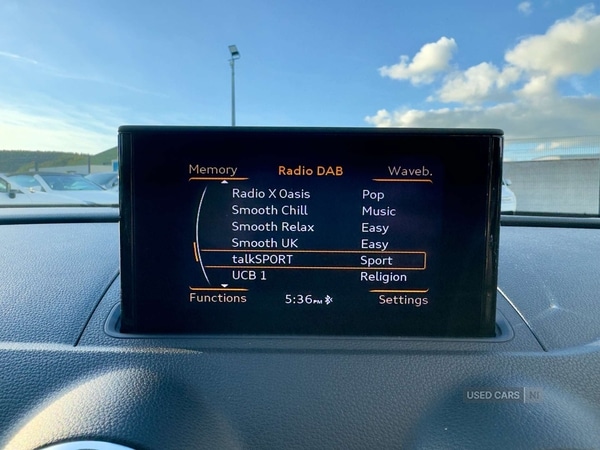 Memory Radio DAB Waveb.
Radio X Oasis Pop
Smooth Chill Music
Smooth Relax Easy
Smooth UK Easy
talkSPORT Sport
UCB 1 Religion
Functions 5:36PM Settings
USED CARS NI